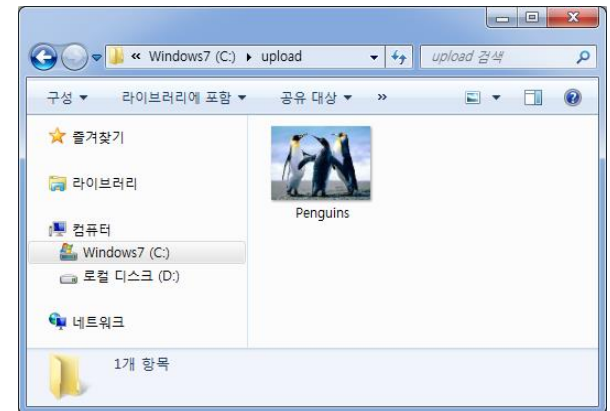 « Windows7 (C:) ▸ upload
upload 검색
구성 ▼ 라이브러리에 포함 ▼ 공유 대상 ▼ »
즐겨찾기
라이브러리
컴퓨터
Windows7 (C:)
로컬 디스크 (D:)
네트워크
Penguins
1개 항목